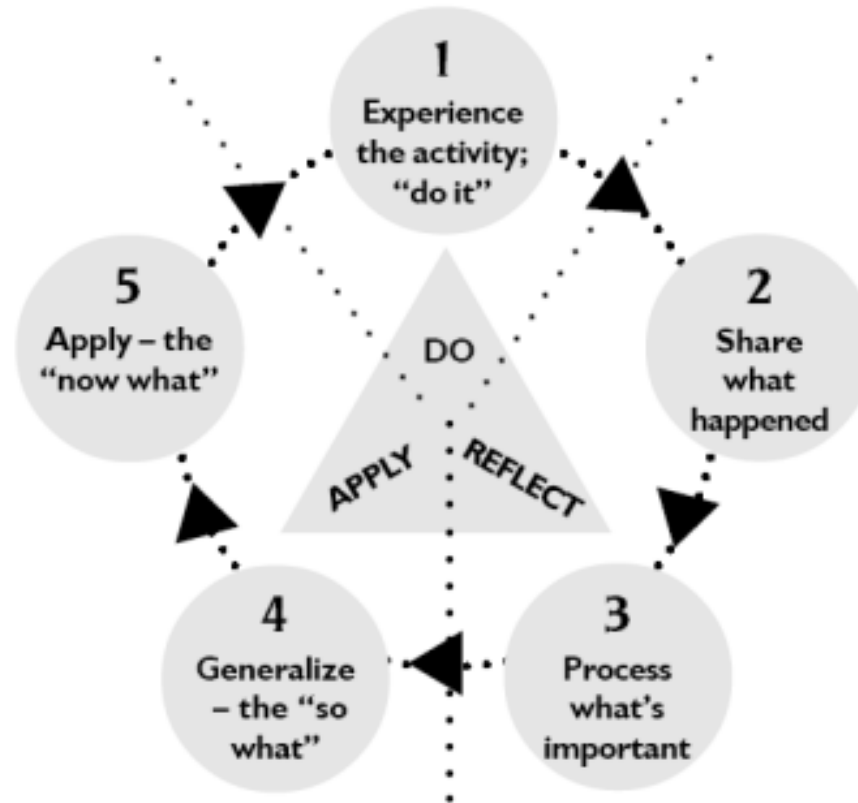 1
Experience
the activity;
“do it”
2
Share
what
happened
3
Process
what’s
important
4
Generalize
– the “so
what”
5
Apply – the
“now what”
DO
REFLECT
APPLY